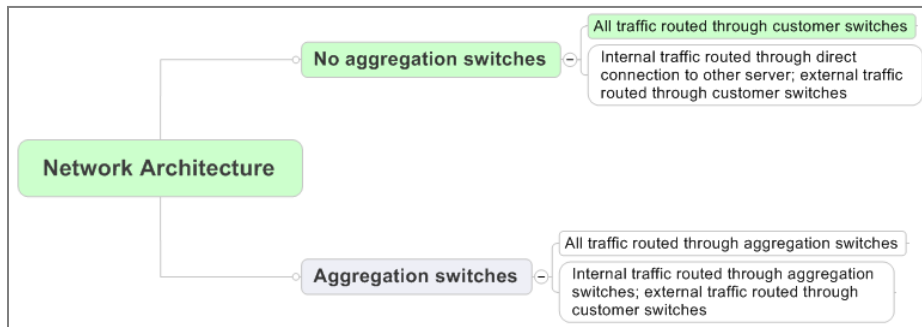 All traffic routed through customer switches
No aggregation switches
Internal traffic routed through direct
connection to other server; external traffic
routed through customer switches
Network Architecture
All traffic routed through aggregation switches
Aggregation switches
Internal traffic routed through aggregation
switches; external traffic routed through
customer switches